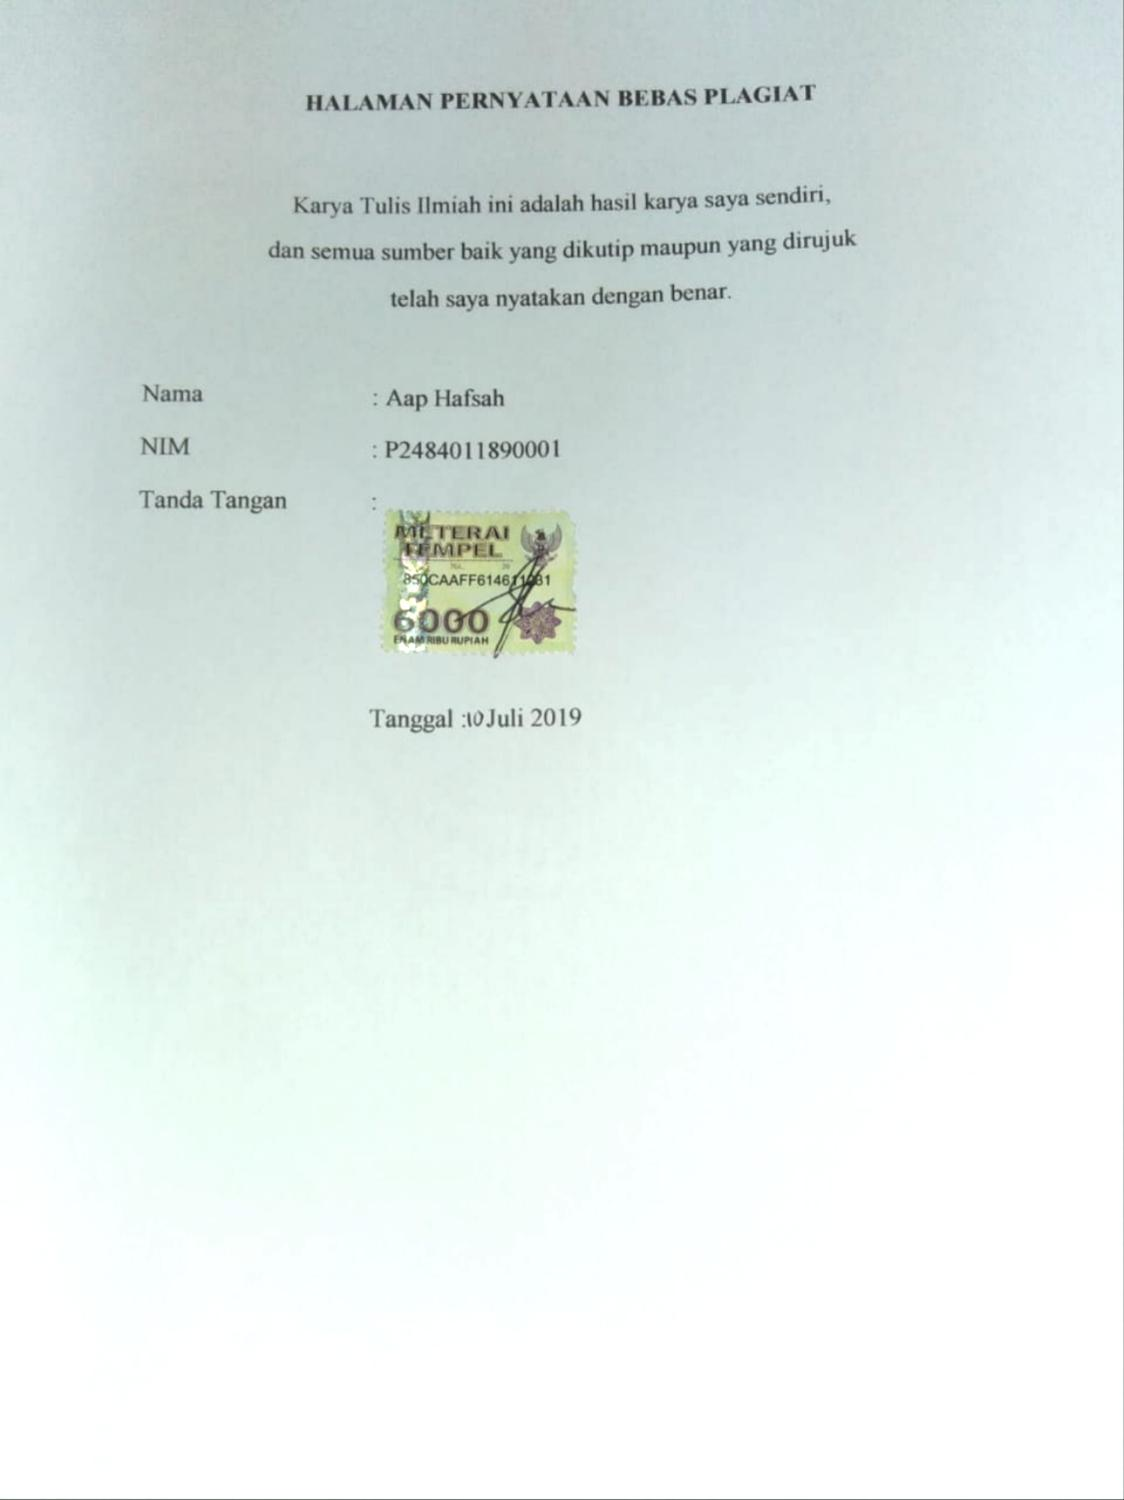 HALAMAN PERNYATAAN BEBAS PLAGIAT
Karya Tulis Ilmiah ini adalah hasil karya saya sendiri,
dan semua sumber baik yang dikutip maupun yang dirujuk
telah saya nyatakan dengan benar.
Nama : Aap Hafsah
NIM : P2484011890001
Tanda Tangan :
METERAI
TEMPEL
6000
ENAM RIBU RUPIAH
Tanggal :10 Juli 2019